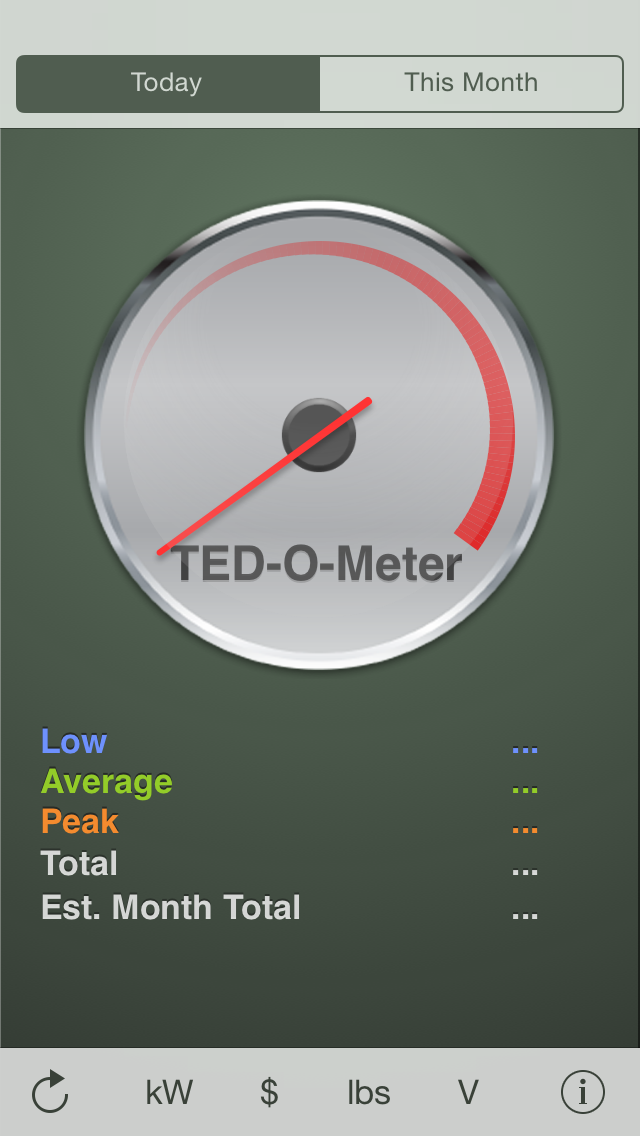 Today This Month
TED-O-Meter
Low ...
Average ...
Peak ...
Total ...
Est. Month Total ...
kW $ lbs V i